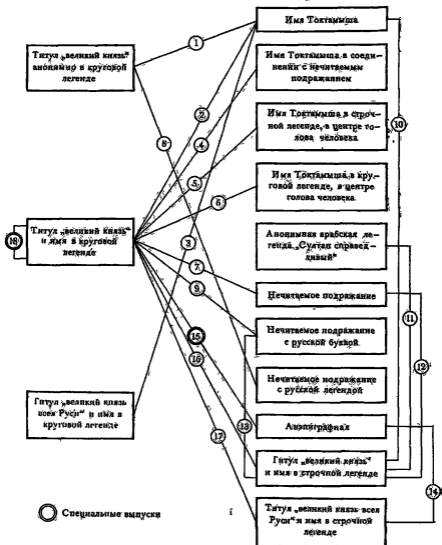 Титул „великий князь“
анонимно в круговой
легенде
Титул „великий князь“
и имя в круговой
легенде
Титул „великий князь
всея Руси“ и имя в
круговой легенде
Имя Токтамыша
Имя Токтамыша в соеди–
нении с нечитаемым
подражанием
Имя Токтамыша в строч–
ной легенде, в центре го–
лова человека
Имя Токтамыша в кру–
говой легенде, в центре
голова человека
Анонимная арабская ле–
генда „Султан справед–
ливый“
Нечитаемое подражание
Нечитаемое подражание
с русской буквой
Нечитаемое подражание
с русской легендой
Анэпиграфная
Титул „великий князь“
и имя в строчной легенде
Титул „великий князь всея
Руси“ и имя в строчной
легенде
1
2
8
4
10
5
6
3
18
7
9
11
15
12
16
13
17
14
Специальные выпуски